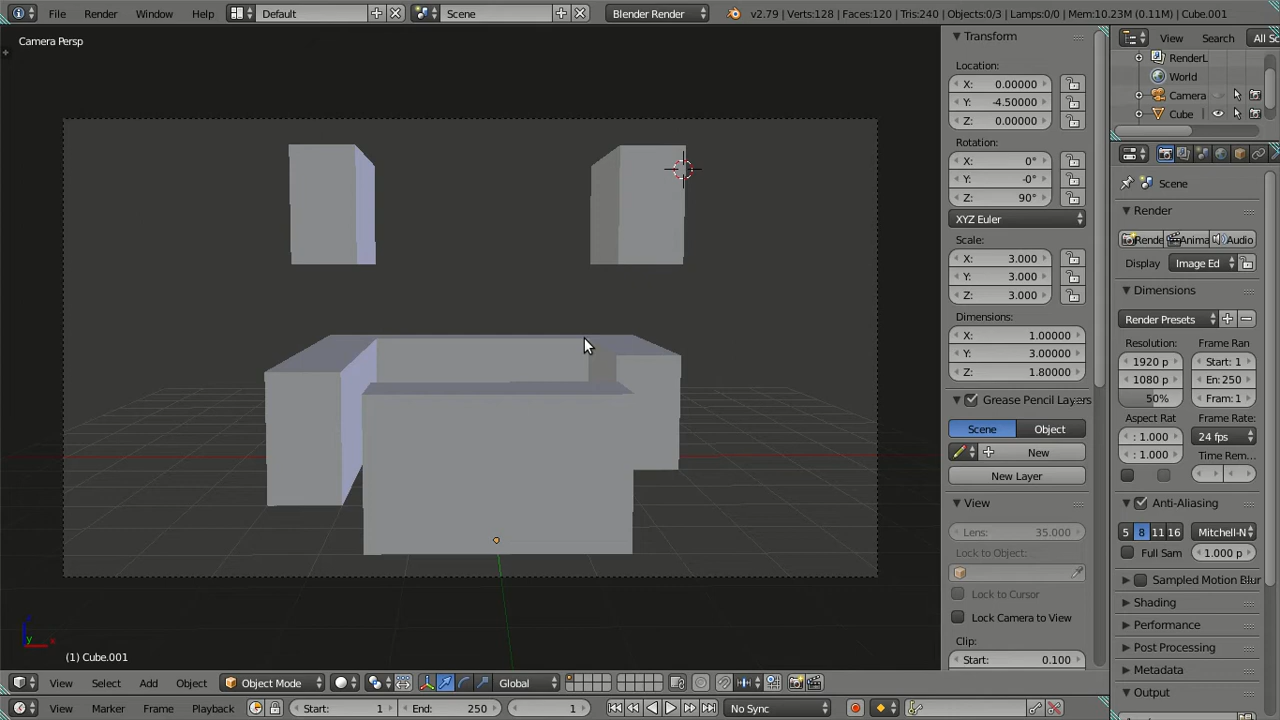 File Render Window Help Default Scene Blender Render v2.79 | Verts:128 | Faces:120 | Tris:240 | Objects:0/3 | Lamps:0/0 | Mem:10.23M (0.11M) | Cube.001
Camera Persp
View Search All Sc
RenderL
World
Camera
Cube
Transform
Location:
X: 0.00000
Y: -4.50000
Z: 0.00000
Rotation:
X: 0°
Y: -0°
Z: 90°
XYZ Euler
Scale:
X: 3.000
Y: 3.000
Z: 3.000
Dimensions:
X: 1.00000
Y: 3.00000
Z: 1.80000
Grease Pencil Layers
Scene Object
New
New Layer
View
Lens: 35.000
Lock to Object:
Lock to Cursor
Lock Camera to View
Clip:
Start: 0.100
Scene
Render
Rende Anima Audio
Display Image Ed
Dimensions
Render Presets
Resolution: Frame Ran
1920 p Start: 1
1080 p En: 250
50% Fram: 1
Aspect Rat Frame Rate:
: 1.000 24 fps
: 1.000 Time Rem...
Anti-Aliasing
5 8 11 16 Mitchell-N
Full Sam 1.000 p
Sampled Motion Blur
Shading
Performance
Post Processing
Metadata
Output
(1) Cube.001
View Select Add Object Object Mode Global
View Marker Frame Playback Start: 1 End: 250 1 No Sync